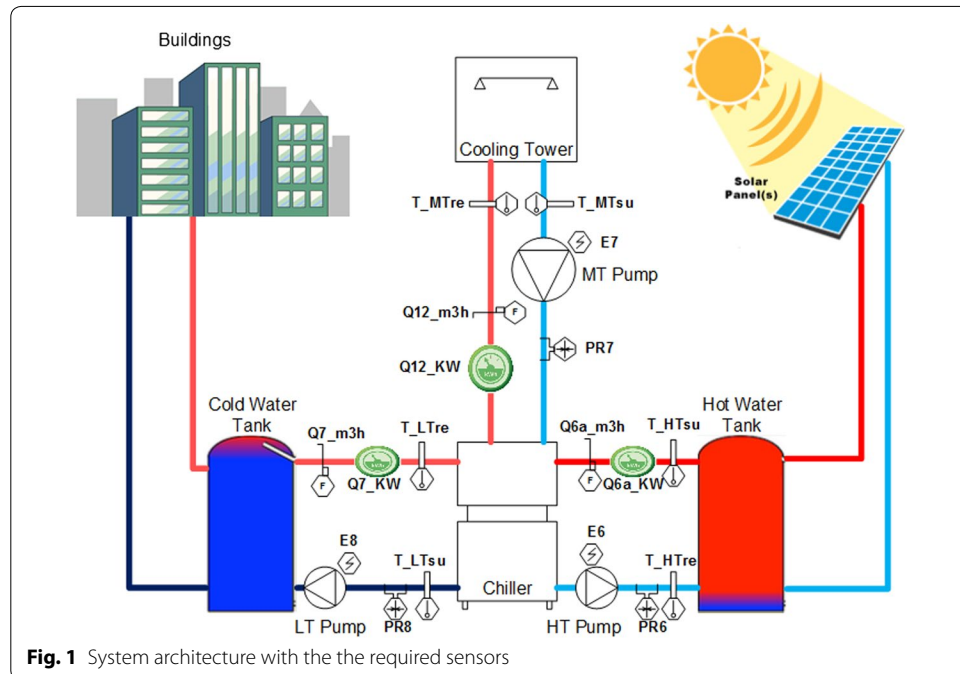 Buildings
Cooling Tower
Solar
Panel(s)
T_MTre
T_MTsu
E7
MT Pump
Q12_m3h
F
PR7
Q12_KW
Cold Water
Tank
Hot Water
Tank
Q7_m3h
T_LTre
Q6a_m3h
T_HTsu
F
Q7_KW
F
Q6a_KW
E8
T_LTsu
E6
T_HTre
Chiller
LT Pump
PR8
HT Pump
PR6
Fig. 1 System architecture with the the required sensors